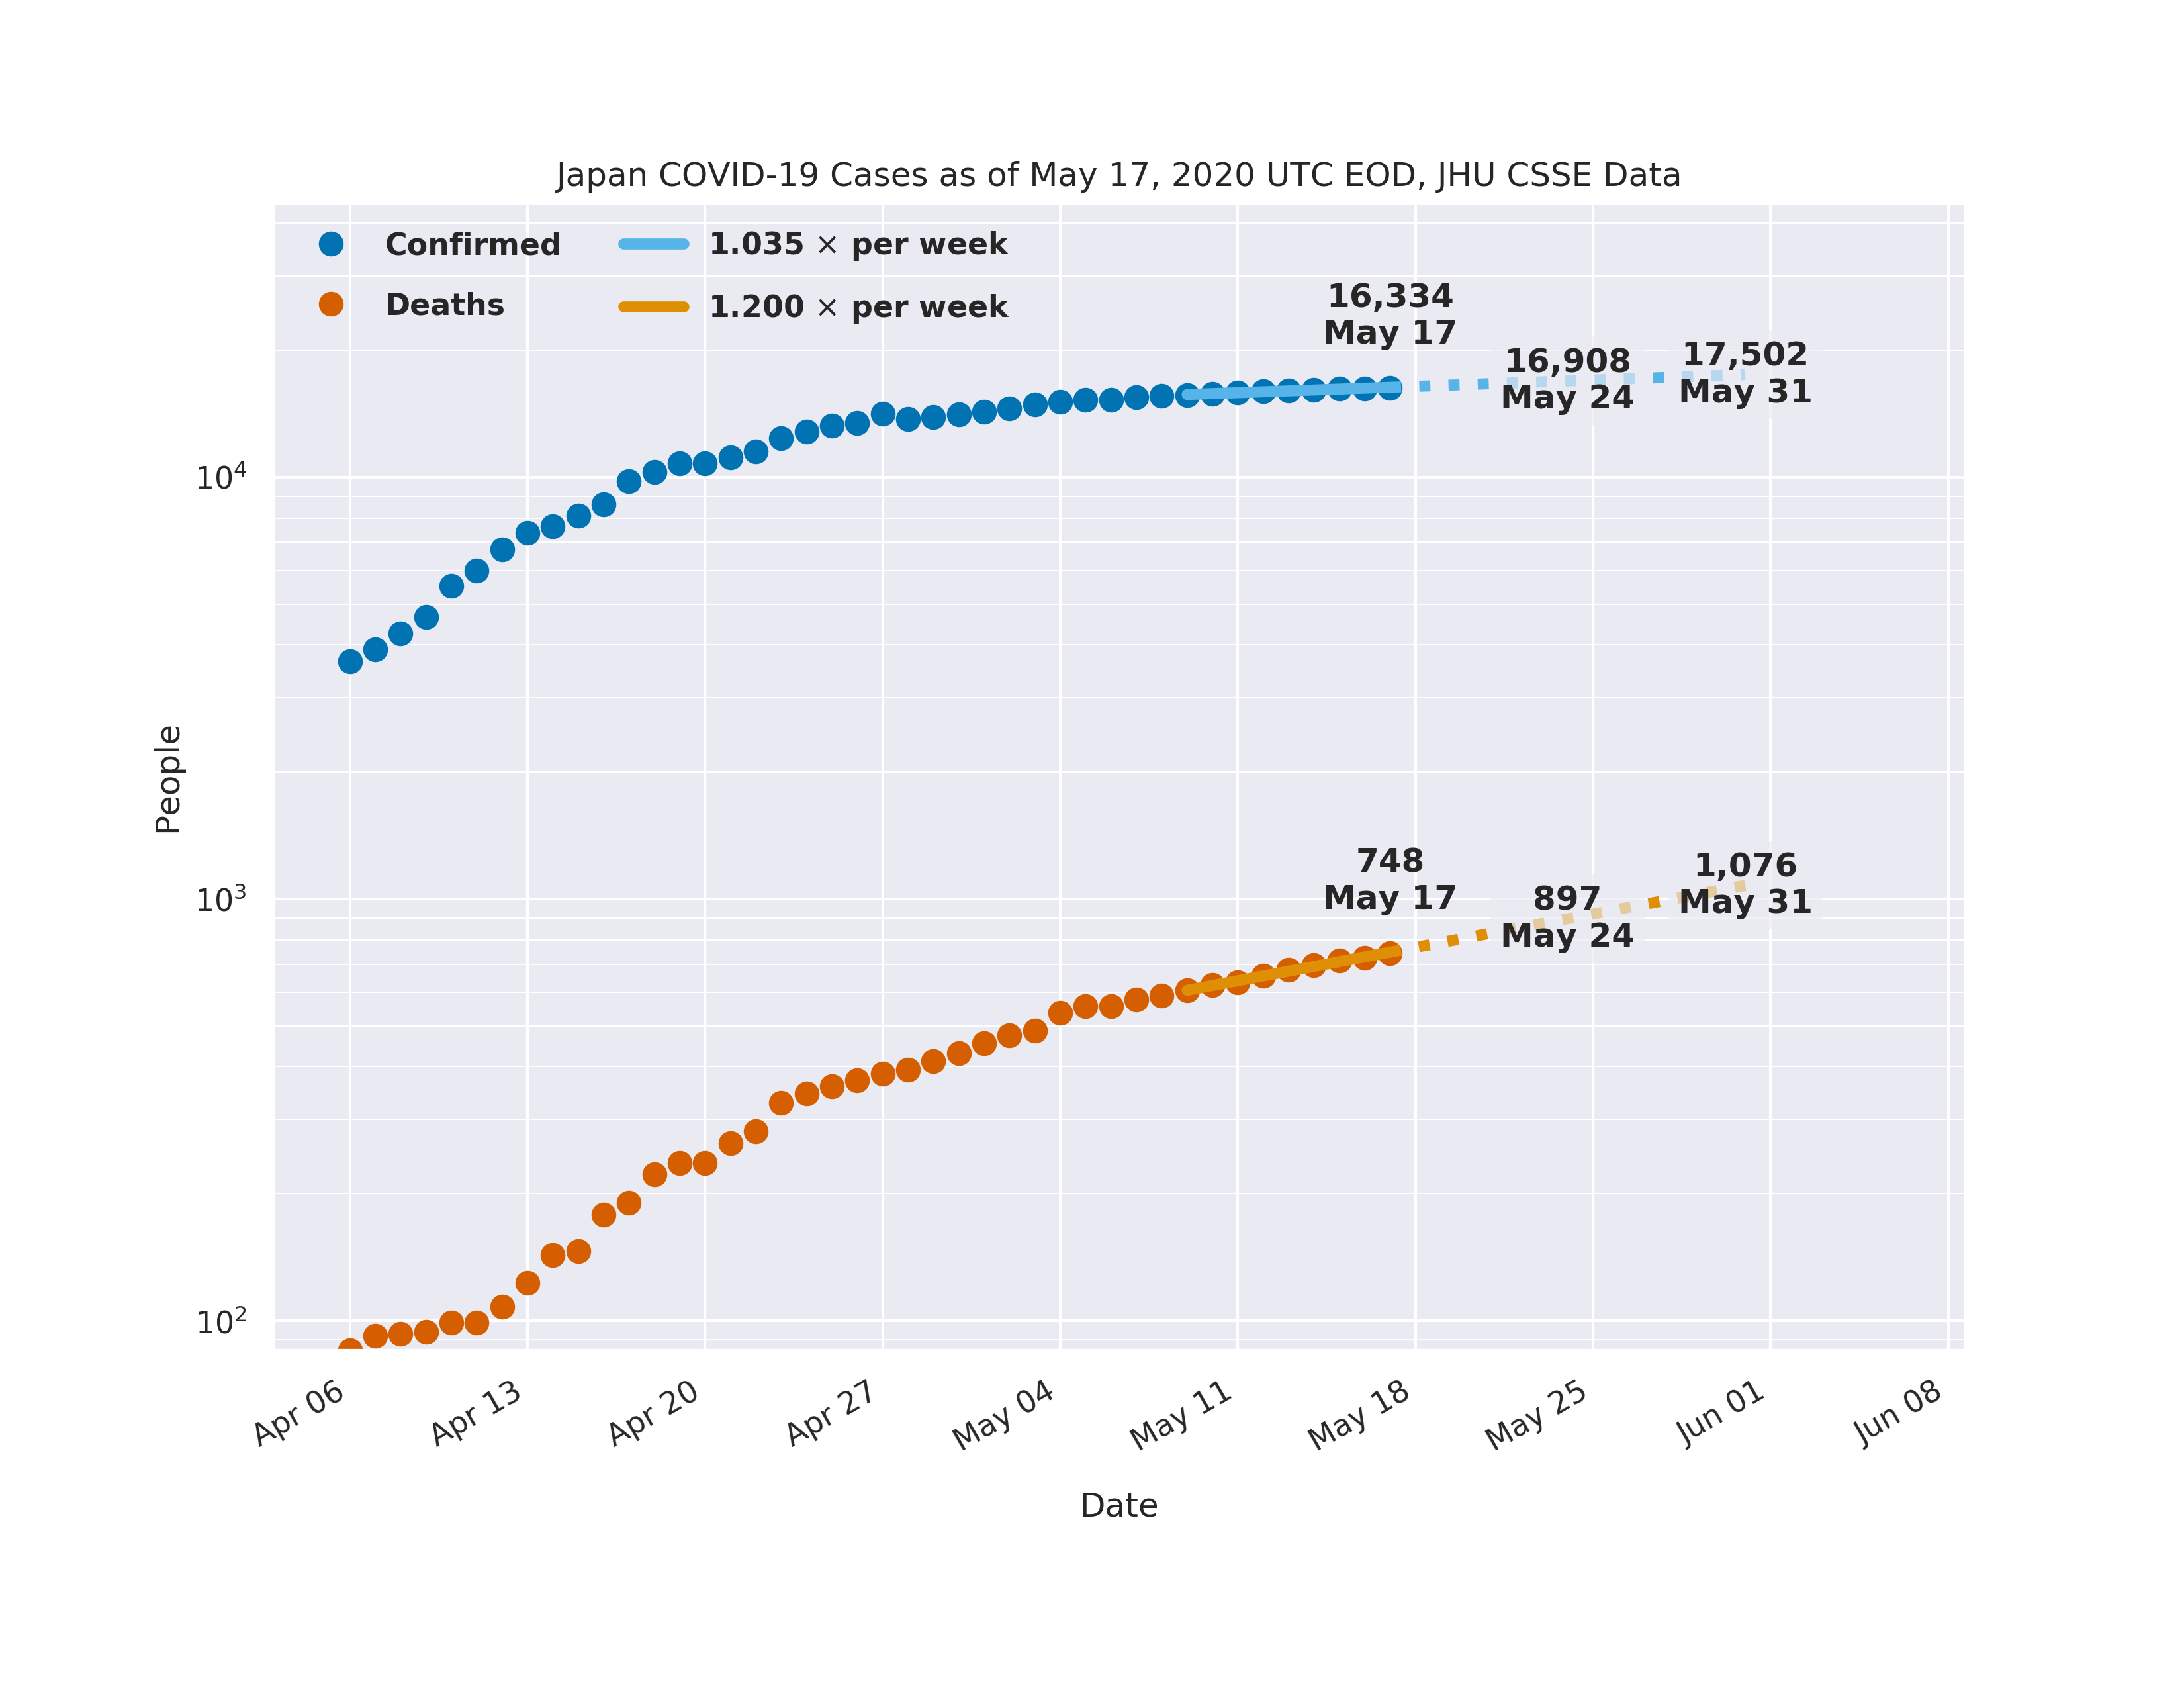 Japan COVID-19 Cases as of May 17, 2020 UTC EOD, JHU CSSE Data
Confirmed
Deaths
1.035 × per week
1.200 × per week
16,334
May 17
16,908
May 24
17,502
May 31
748
May 17
897
May 24
1,076
May 31
People
10⁴
10³
10²
Apr 06
Apr 13
Apr 20
Apr 27
May 04
May 11
May 18
May 25
Jun 01
Jun 08
Date